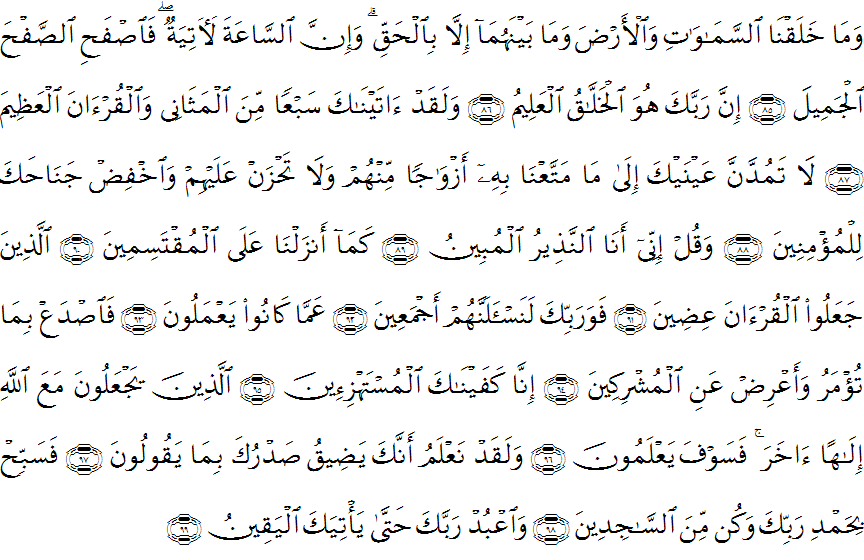 وَمَا خَلَقْنَا ٱلسَّمَـٰوَٰتِ وَٱلْأَرْضَ وَمَا بَيْنَهُمَآ إِلَّا بِٱلْحَقِّ ۗ وَإِنَّ ٱلسَّاعَةَ لَـَٔاتِيَةٌ ۖ فَٱصْفَحِ ٱلصَّفْحَ
ٱلْجَمِيلَ ﴿٨٥﴾ إِنَّ رَبَّكَ هُوَ ٱلْخَلَّـٰقُ ٱلْعَلِيمُ ﴿٨٦﴾ وَلَقَدْ ءَاتَيْنَـٰكَ سَبْعًا مِّنَ ٱلْمَثَانِى وَٱلْقُرْءَانَ ٱلْعَظِيمَ
﴿٨٧﴾ لَا تَمُدَّنَّ عَيْنَيْكَ إِلَىٰ مَا مَتَّعْنَا بِهِۦٓ أَزْوَٰجًا مِّنْهُمْ وَلَا تَحْزَنْ عَلَيْهِمْ وَٱخْفِضْ جَنَاحَكَ
لِلْمُؤْمِنِينَ ﴿٨٨﴾ وَقُلْ إِنِّىٓ أَنَا ٱلنَّذِيرُ ٱلْمُبِينُ ﴿٨٩﴾ كَمَآ أَنزَلْنَا عَلَى ٱلْمُقْتَسِمِينَ ﴿٩٠﴾ ٱلَّذِينَ
جَعَلُوا۟ ٱلْقُرْءَانَ عِضِينَ ﴿٩١﴾ فَوَرَبِّكَ لَنَسْـَٔلَنَّهُمْ أَجْمَعِينَ ﴿٩٢﴾ عَمَّا كَانُوا۟ يَعْمَلُونَ ﴿٩٣﴾ فَٱصْدَعْ بِمَا
تُؤْمَرُ وَأَعْرِضْ عَنِ ٱلْمُشْرِكِينَ ﴿٩٤﴾ إِنَّا كَفَيْنَـٰكَ ٱلْمُسْتَهْزِءِينَ ﴿٩٥﴾ ٱلَّذِينَ يَجْعَلُونَ مَعَ ٱللَّهِ
إِلَـٰهًا ءَاخَرَ ۚ فَسَوْفَ يَعْلَمُونَ ﴿٩٦﴾ وَلَقَدْ نَعْلَمُ أَنَّكَ يَضِيقُ صَدْرُكَ بِمَا يَقُولُونَ ﴿٩٧﴾ فَسَبِّحْ
بِحَمْدِ رَبِّكَ وَكُن مِّنَ ٱلسَّـٰجِدِينَ ﴿٩٨﴾ وَٱعْبُدْ رَبَّكَ حَتَّىٰ يَأْتِيَكَ ٱلْيَقِينُ ﴿٩٩﴾